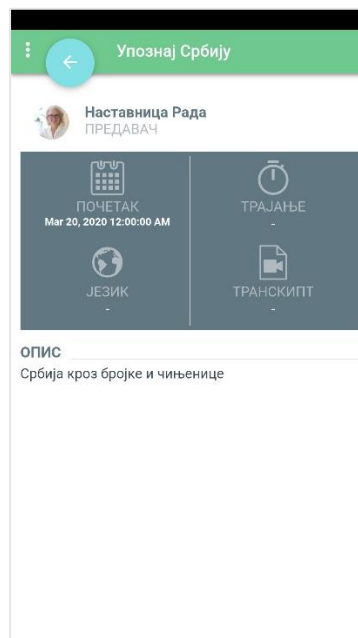 Упознај Србију
Наставница Рада
ПРЕДАВАЧ
ПОЧЕТАК
Mar 20, 2020 12:00:00 AM
ТРАЈАЊЕ
-
ЈЕЗИК
-
ТРАНСКИПТ
-
ОПИС
Србија кроз бројке и чињенице